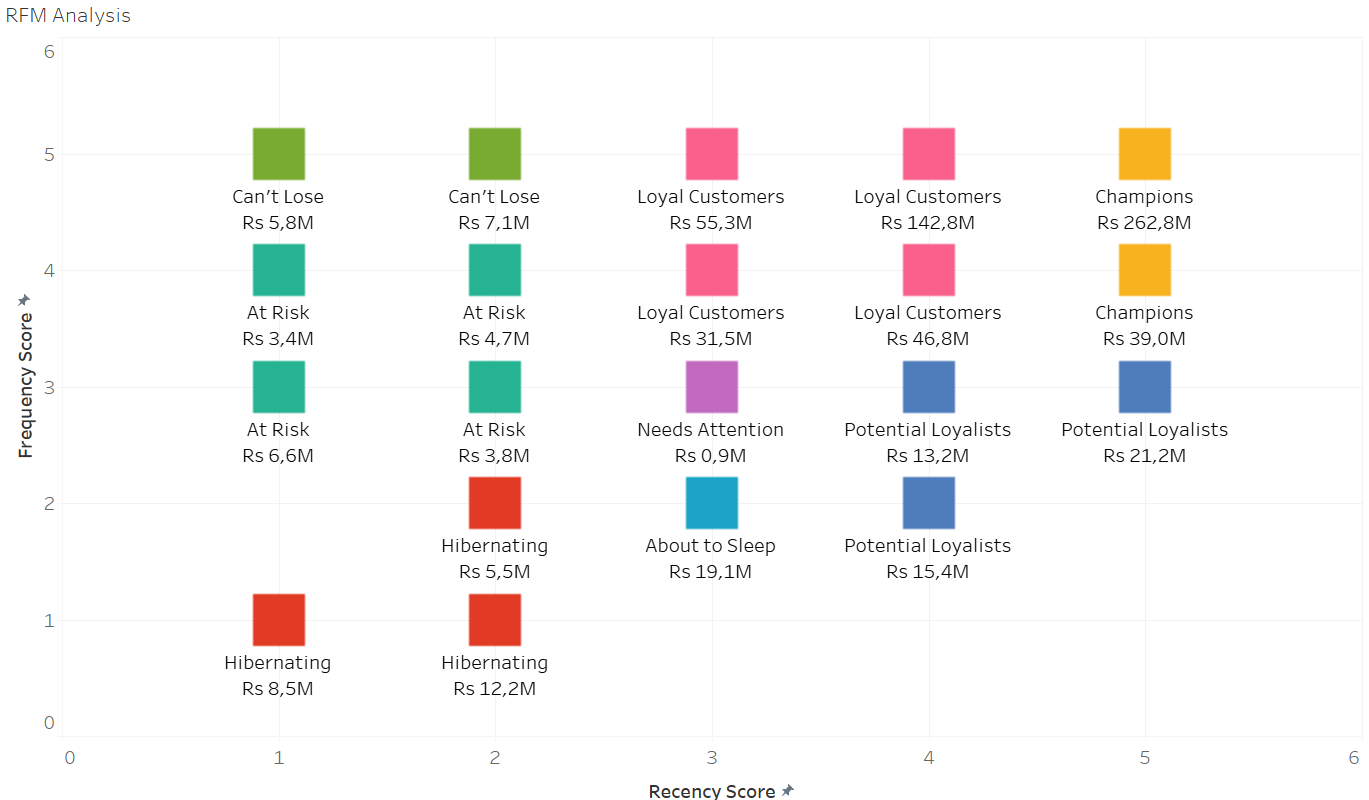 RFM Analysis
6
5
Can't Lose
Rs 5,8M
Can't Lose
Rs 7,1M
Loyal Customers
Rs 55,3M
Loyal Customers
Rs 142,8M
Champions
Rs 262,8M
4
At Risk
Rs 3,4M
At Risk
Rs 4,7M
Loyal Customers
Rs 31,5M
Loyal Customers
Rs 46,8M
Champions
Rs 39,0M
3
At Risk
Rs 6,6M
At Risk
Rs 3,8M
Needs Attention
Rs 0,9M
Potential Loyalists
Rs 13,2M
Potential Loyalists
Rs 21,2M
2
Hibernating
Rs 5,5M
About to Sleep
Rs 19,1M
Potential Loyalists
Rs 15,4M
1
Hibernating
Rs 8,5M
Hibernating
Rs 12,2M
0
Frequency Score
0
1
2
3
4
5
6
Recency Score